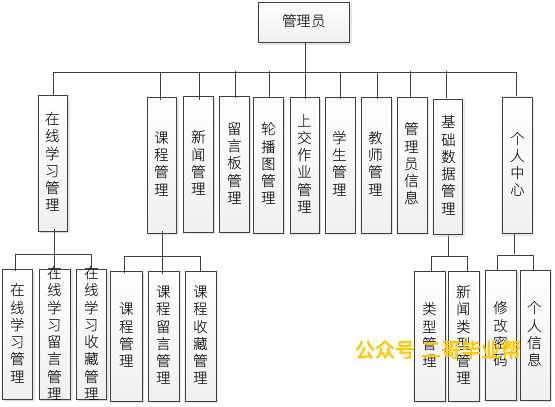 管理员
在线学习管理
课程管理
新闻管理
留言板管理
轮播图管理
上交作业管理
学生管理
教师管理
管理员信息
基础数据管理
个人中心
在线学习管理
在线学习留言管理
在线学习收藏管理
课程管理
课程留言管理
课程收藏管理
类型管理
新闻类型管理
修改密码
个人信息
公众号 二哥毕业帮